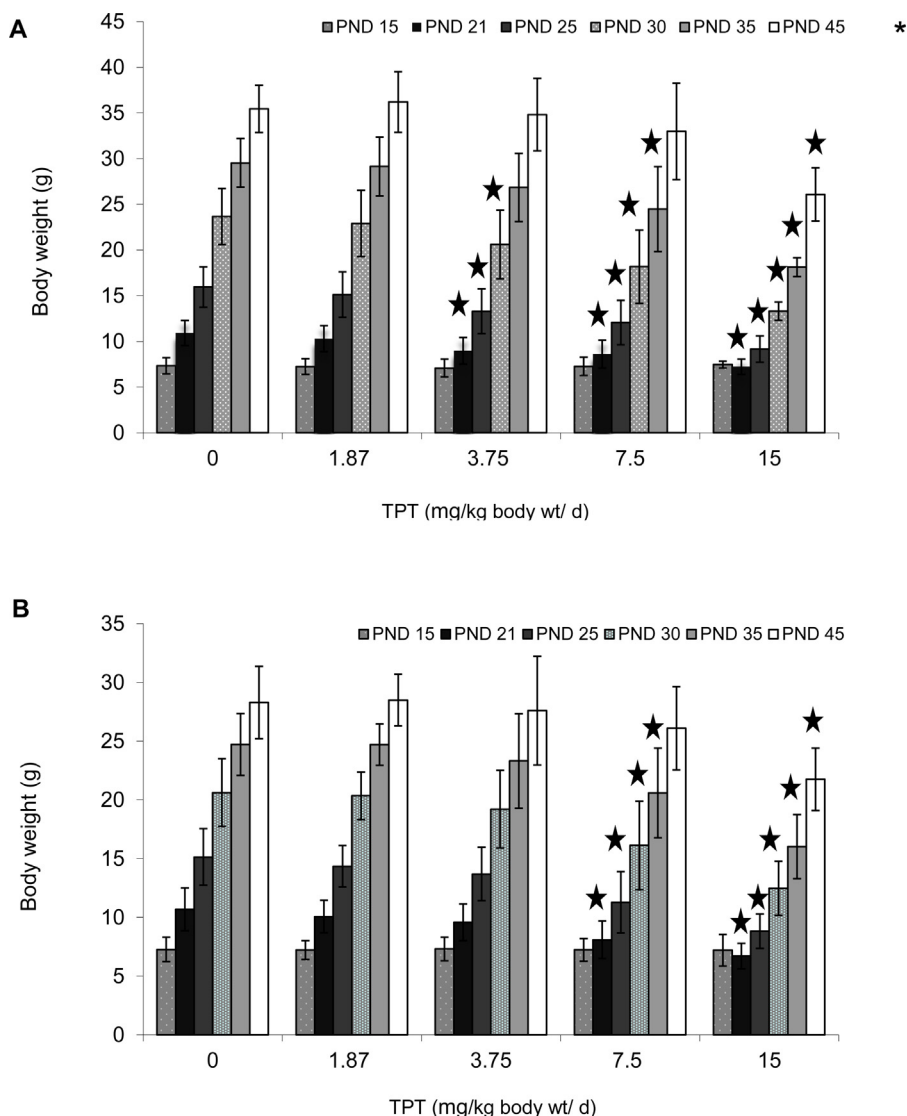 A
PND 15 PND 21 PND 25 PND 30 PND 35 PND 45 *
45
40
35
30
25
20
15
10
5
0
Body weight (g)
0 1.87 3.75 7.5 15
TPT (mg/kg body wt/ d)
B
PND 15 PND 21 PND 25 PND 30 PND 35 PND 45
35
30
25
20
15
10
5
0
Body weight (g)
0 1.87 3.75 7.5 15
TPT (mg/kg body wt/ d)